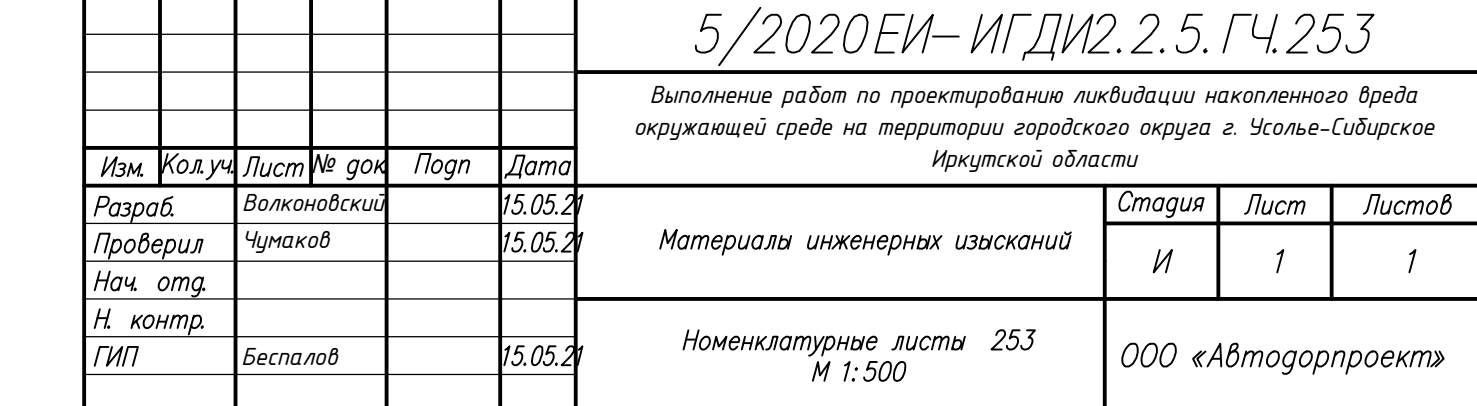 5/2020ЕИ-ИГДИ2.2.5.ГЧ.253
Выполнение работ по проектированию ликвидации накопленного вреда
окружающей среде на территории городского округа г. Усолье-Сибирское
Иркутской области
Изм. Кол.уч. Лист № док Подп Дата
Разраб. Волконовский 15.05.21
Проверил Чумаков 15.05.21
Нач. отд.
Н. контр.
ГИП Беспалов 15.05.21
Материалы инженерных изысканий
Стадия Лист Листов
И 1 1
Номенклатурные листы 253
М 1:500
ООО «Автодорпроект»